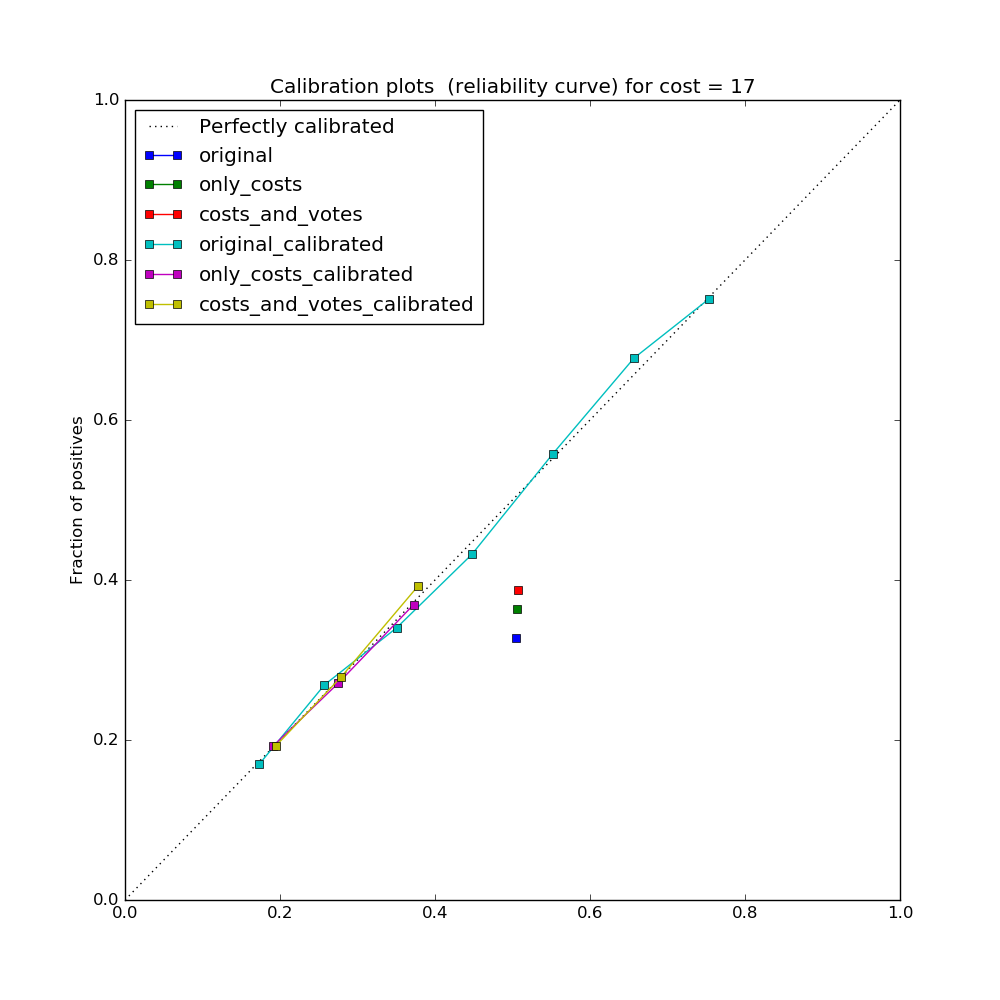 Calibration plots  (reliability curve) for cost = 17
1.0
Perfectly calibrated
original
only_costs
costs_and_votes
original_calibrated
only_costs_calibrated
costs_and_votes_calibrated
0.8
0.6
Fraction of positives
0.4
0.2
0.0
0.0 0.2 0.4 0.6 0.8 1.0